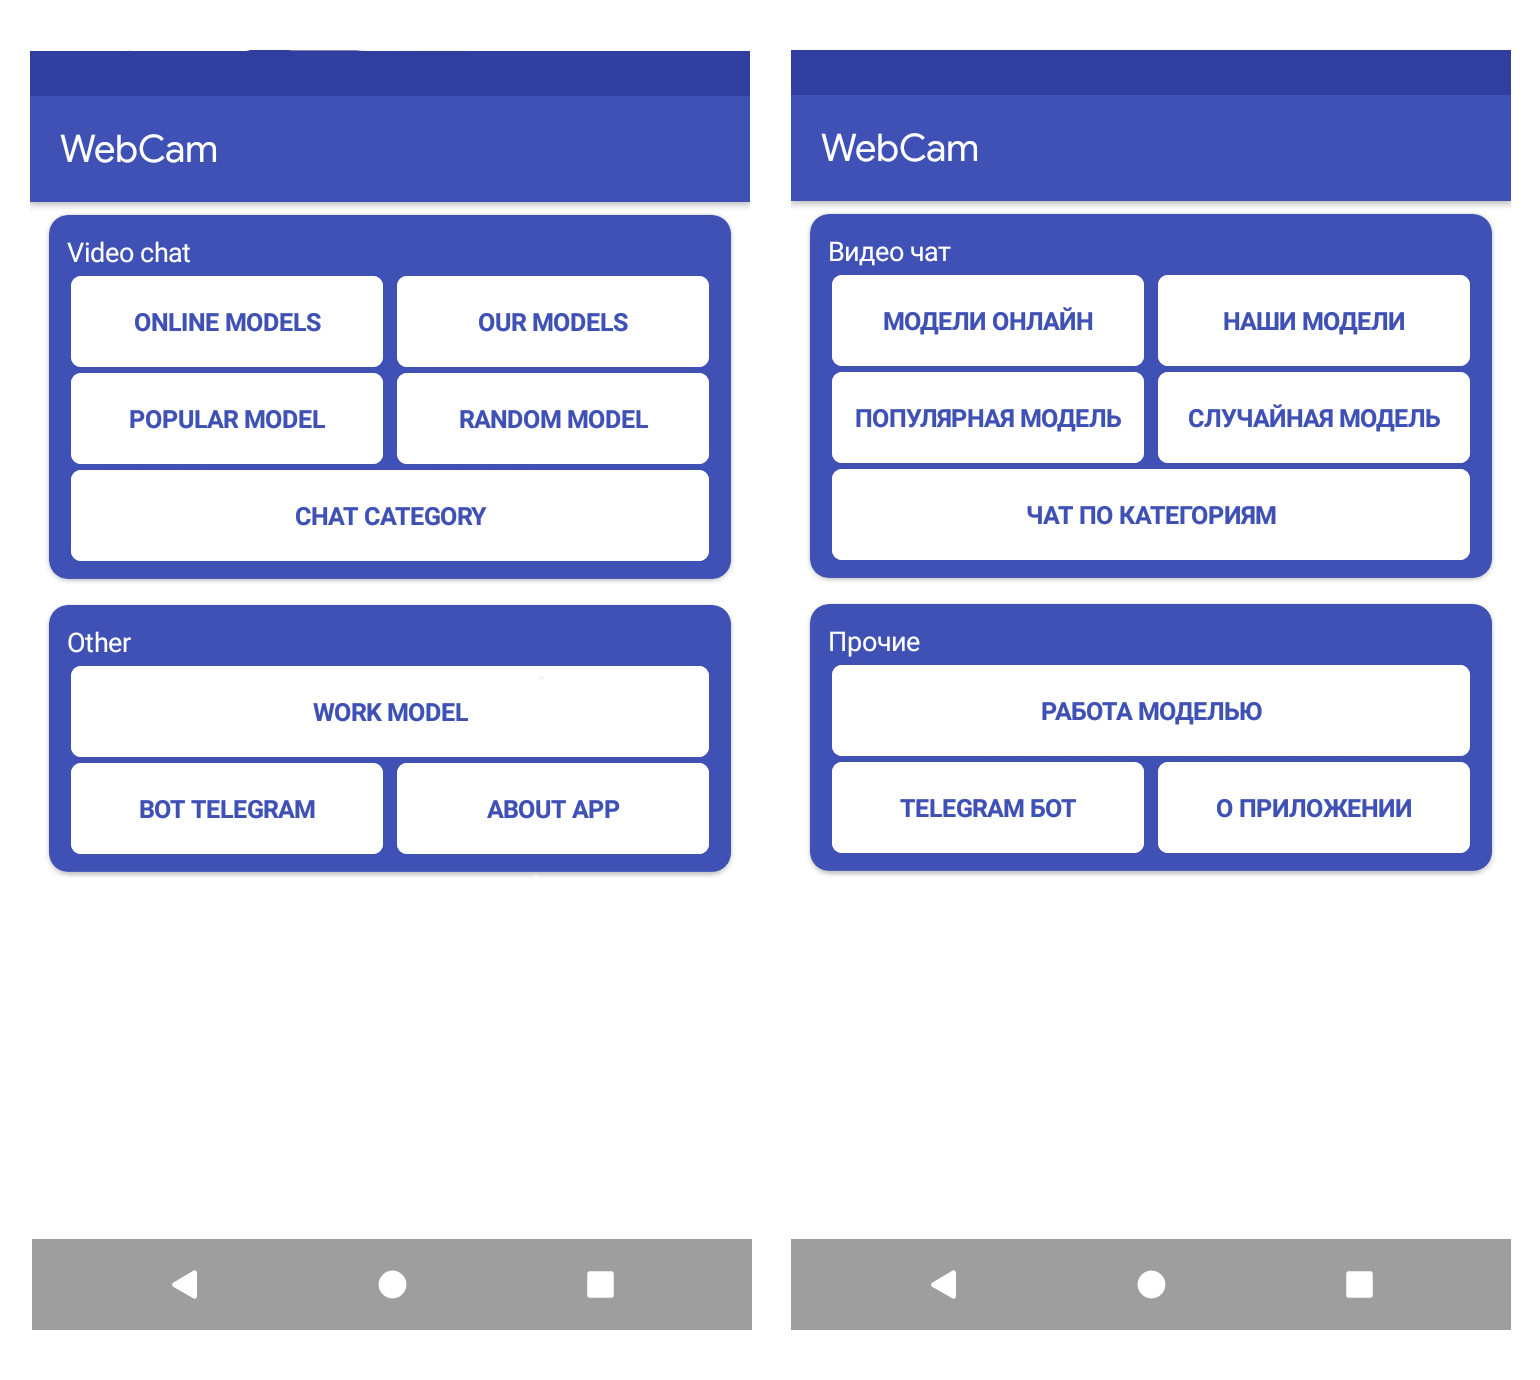 WebCam
Video chat
ONLINE MODELS
OUR MODELS
POPULAR MODEL
RANDOM MODEL
CHAT CATEGORY
Other
WORK MODEL
BOT TELEGRAM
ABOUT APP
WebCam
Видео чат
МОДЕЛИ ОНЛАЙН
НАШИ МОДЕЛИ
ПОПУЛЯРНАЯ МОДЕЛЬ
СЛУЧАЙНАЯ МОДЕЛЬ
ЧАТ ПО КАТЕГОРИЯМ
Прочие
РАБОТА МОДЕЛЬЮ
TELEGRAM БОТ
О ПРИЛОЖЕНИИ